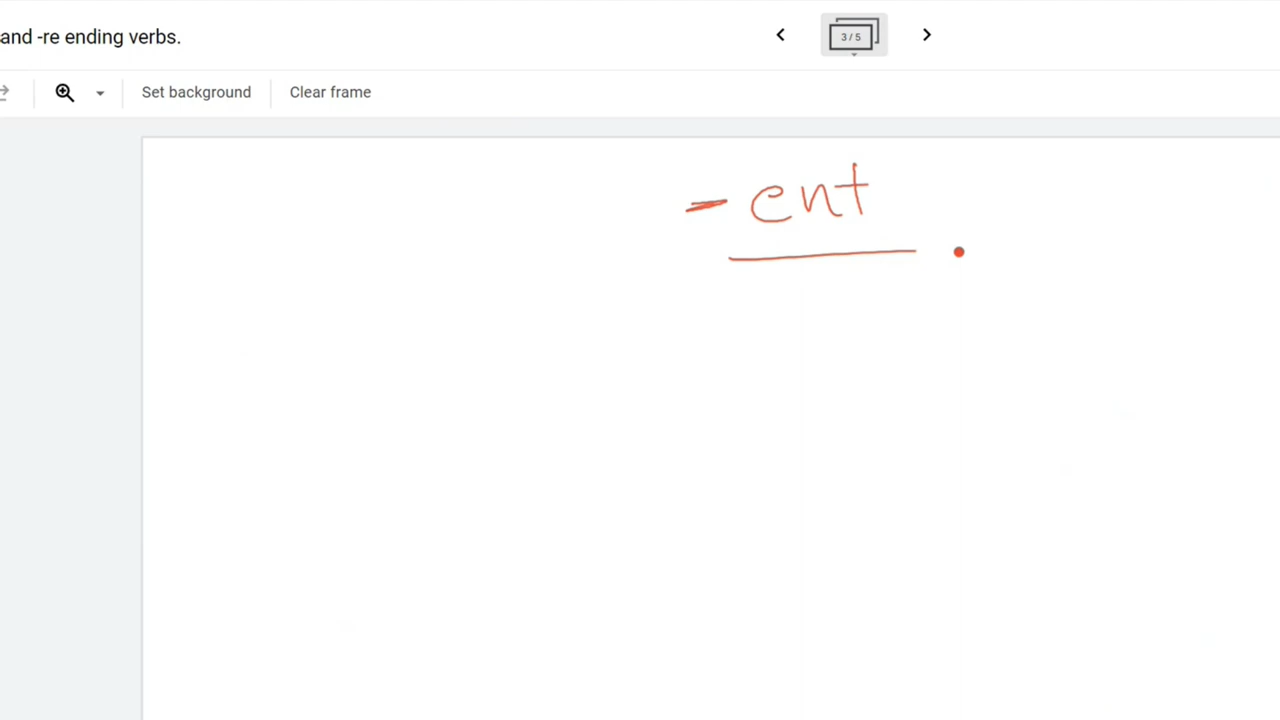 and -re ending verbs.
3 / 5
Set background
Clear frame
- ent